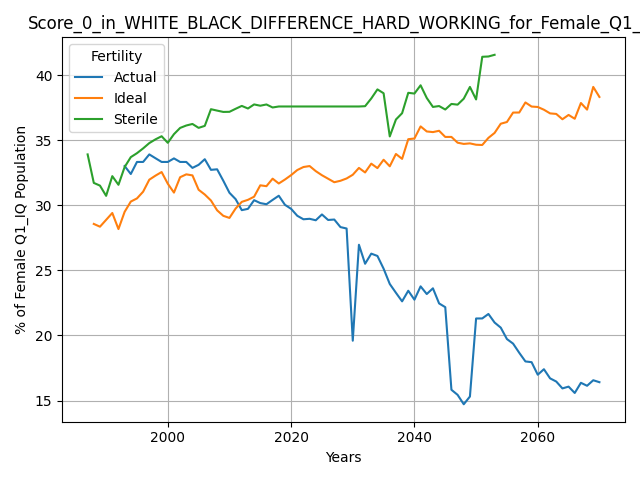 Score_0_in_WHITE_BLACK_DIFFERENCE_HARD_WORKING_for_Female_Q1_
Fertility
Actual
Ideal
Sterile
% of Female Q1_IQ Population
40
35
30
25
20
15
2000
2020
2040
2060
Years